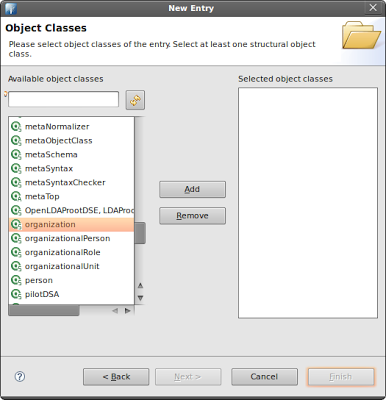 New Entry
Object Classes
Please select object classes of the entry. Select at least one structural object
class.
Available object classes
Selected object classes
metaNormalizer
metaObjectClass
metaSchema
metaSyntax
metaSyntaxChecker
metaTop
OpenLDAProotDSE, LDAProo
organization
organizationalPerson
organizationalRole
organizationalUnit
person
pilotDSA
Add
Remove
?
< Back
Next >
Cancel
Finish